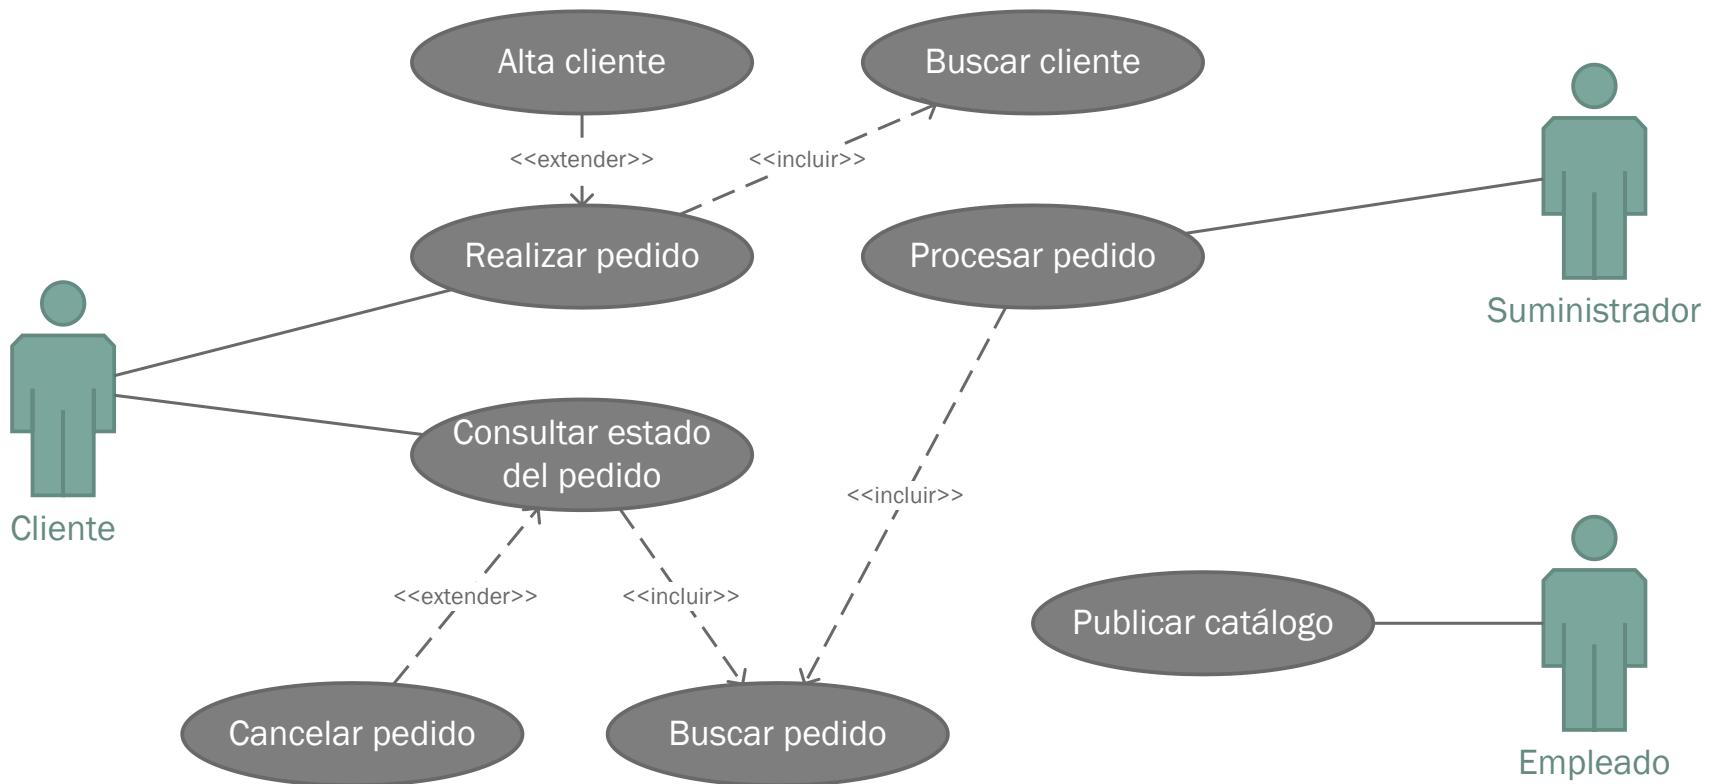 Alta cliente
Buscar cliente
<<extender>>
<<incluir>>
Realizar pedido
Procesar pedido
Suministrador
Consultar estado
del pedido
Cliente
<<incluir>>
<<extender>>
<<incluir>>
Publicar catálogo
Cancelar pedido
Buscar pedido
Empleado